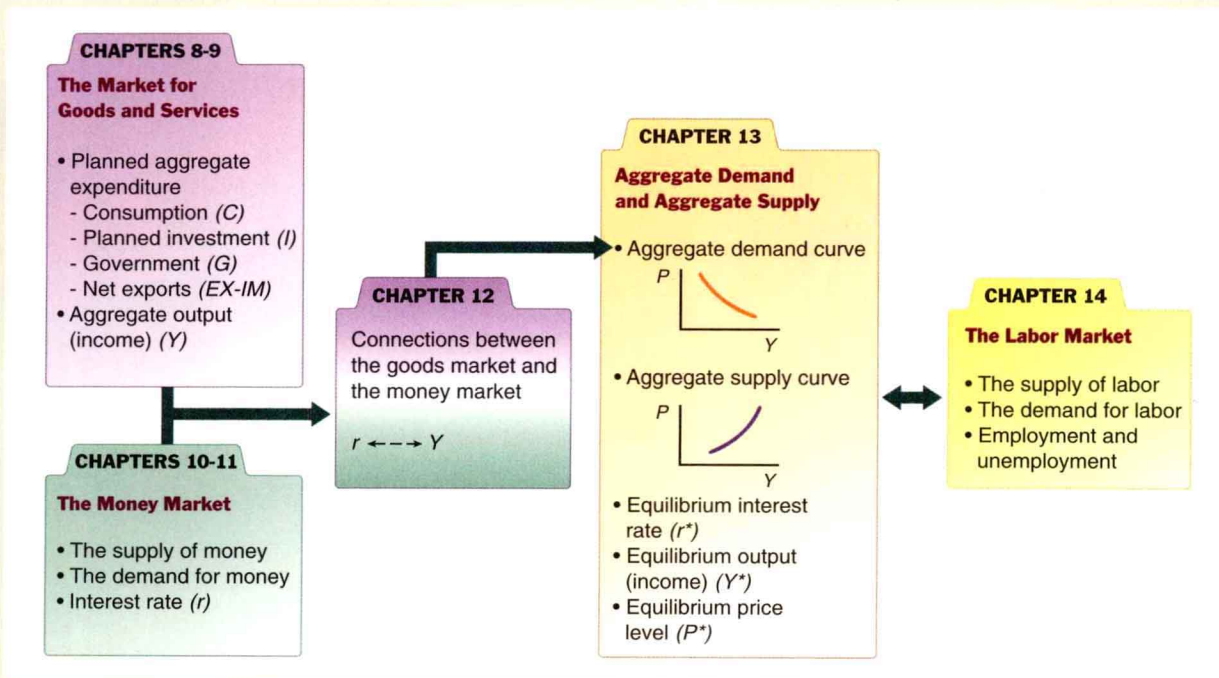 CHAPTERS 8-9
The Market for
Goods and Services
• Planned aggregate
expenditure
- Consumption (C)
- Planned investment (I)
- Government (G)
- Net exports (EX-IM)
• Aggregate output
(income) (Y)
CHAPTERS 10-11
The Money Market
• The supply of money
• The demand for money
• Interest rate (r)
CHAPTER 12
Connections between
the goods market and
the money market
r ←--→ Y
CHAPTER 13
Aggregate Demand
and Aggregate Supply
• Aggregate demand curve
P
Y
• Aggregate supply curve
P
Y
• Equilibrium interest
rate (r*)
• Equilibrium output
(income) (Y*)
• Equilibrium price
level (P*)
CHAPTER 14
The Labor Market
• The supply of labor
• The demand for labor
• Employment and
unemployment